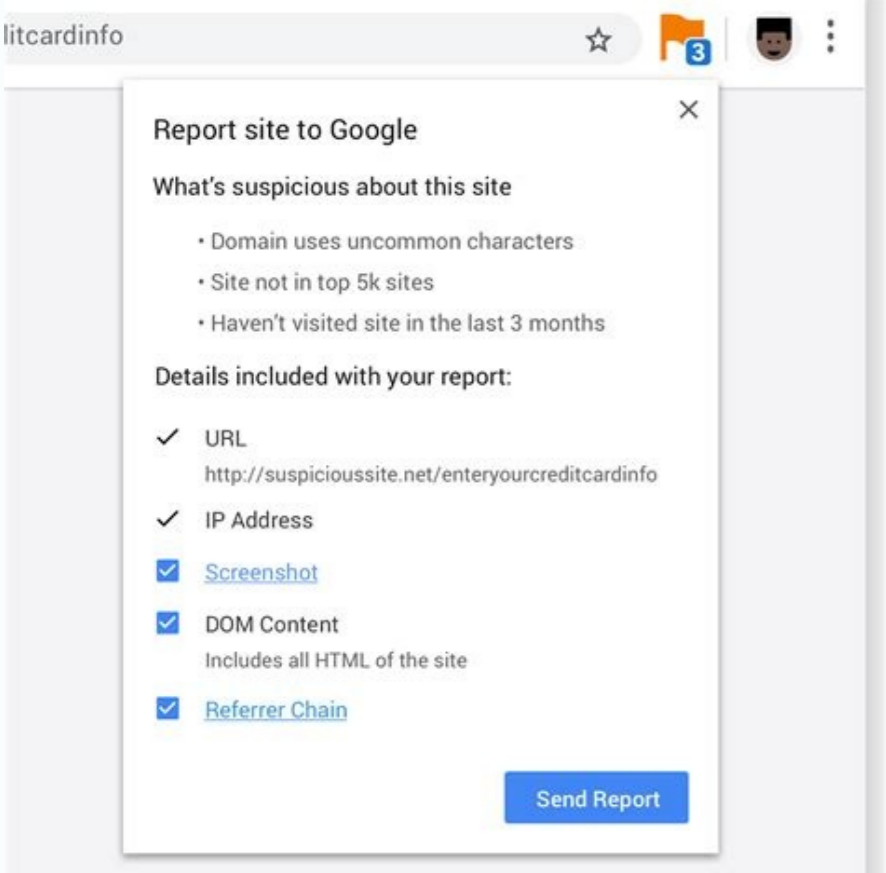 litcardinfo
3
Report site to Google
What's suspicious about this site
• Domain uses uncommon characters
• Site not in top 5k sites
• Haven't visited site in the last 3 months
Details included with your report:
URL
http://suspicioussite.net/enteryourcreditcardinfo
IP Address
Screenshot
DOM Content
Includes all HTML of the site
Referrer Chain
Send Report